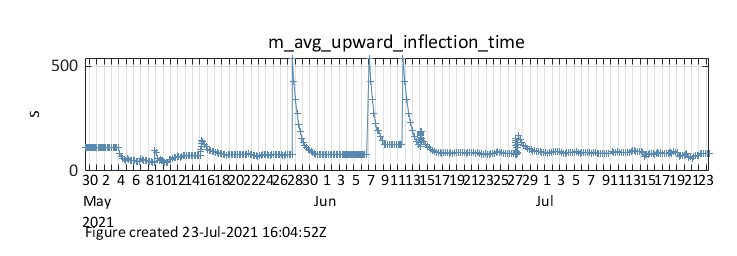 m_avg_upward_inflection_time
500
s
0
30 2 4 6 8 10 12 14 16 18 20 22 24 26 28 30 1 3 5 7 9 11 13 15 17 19 21 23 25 27 29 1 3 5 7 9 11 13 15 17 19 21 23
May Jun Jul
2021
Figure created 23-Jul-2021 16:04:52Z